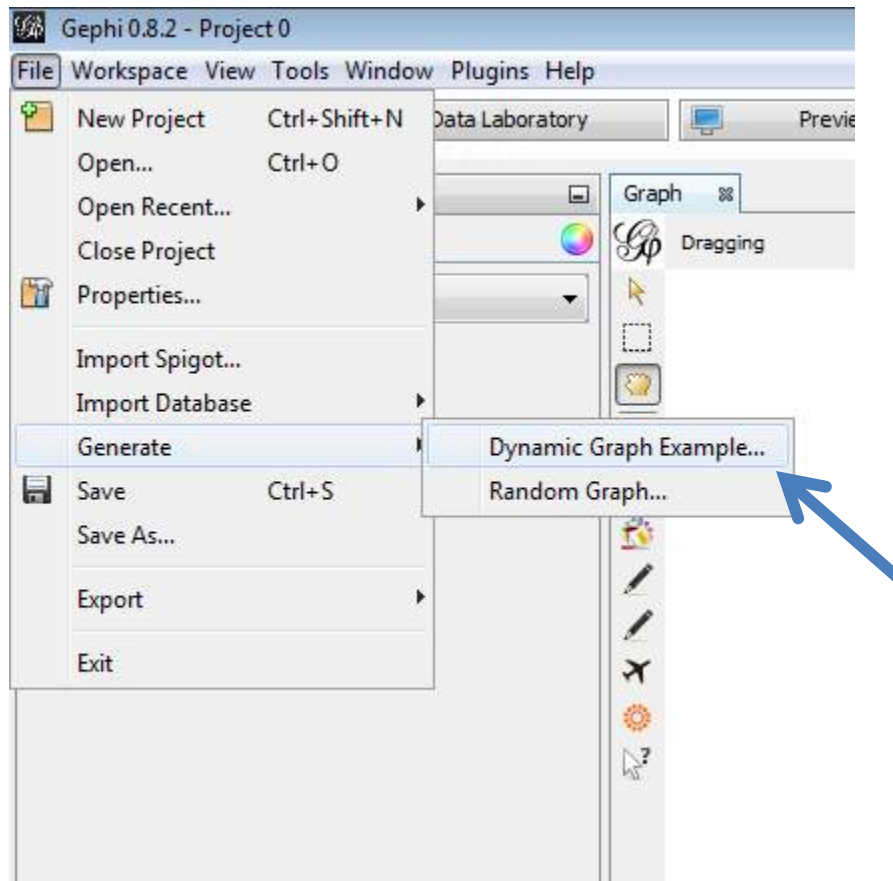 Gephi 0.8.2 - Project 0
File Workspace View Tools Window Plugins Help
New Project Ctrl+Shift+N
Data Laboratory
Open... Ctrl+O
Open Recent...
Graph
Close Project
Dragging
Properties...
Import Spigot...
Import Database
Generate
Dynamic Graph Example...
Save Ctrl+S
Random Graph...
Save As...
Export
Exit